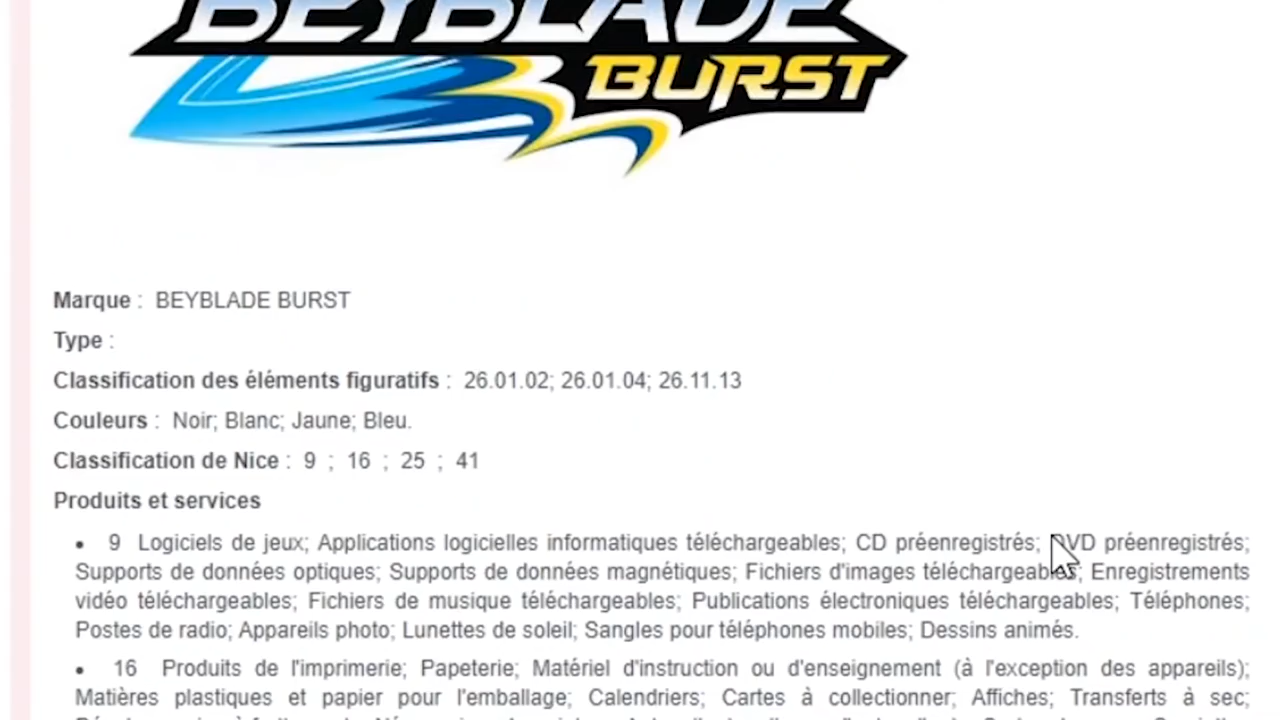 BEYBLADE
BURST
Marque : BEYBLADE BURST
Type :
Classification des éléments figuratifs : 26.01.02; 26.01.04; 26.11.13
Couleurs : Noir; Blanc; Jaune; Bleu.
Classification de Nice : 9 ; 16 ; 25 ; 41
Produits et services
• 9 Logiciels de jeux; Applications logicielles informatiques téléchargeables; CD préenregistrés; DVD préenregistrés;
Supports de données optiques; Supports de données magnétiques; Fichiers d'images téléchargeables; Enregistrements
vidéo téléchargeables; Fichiers de musique téléchargeables; Publications électroniques téléchargeables; Téléphones;
Postes de radio; Appareils photo; Lunettes de soleil; Sangles pour téléphones mobiles; Dessins animés.
• 16 Produits de l'imprimerie; Papeterie; Matériel d'instruction ou d'enseignement (à l'exception des appareils);
Matières plastiques et papier pour l'emballage; Calendriers; Cartes à collectionner; Affiches; Transferts à sec;